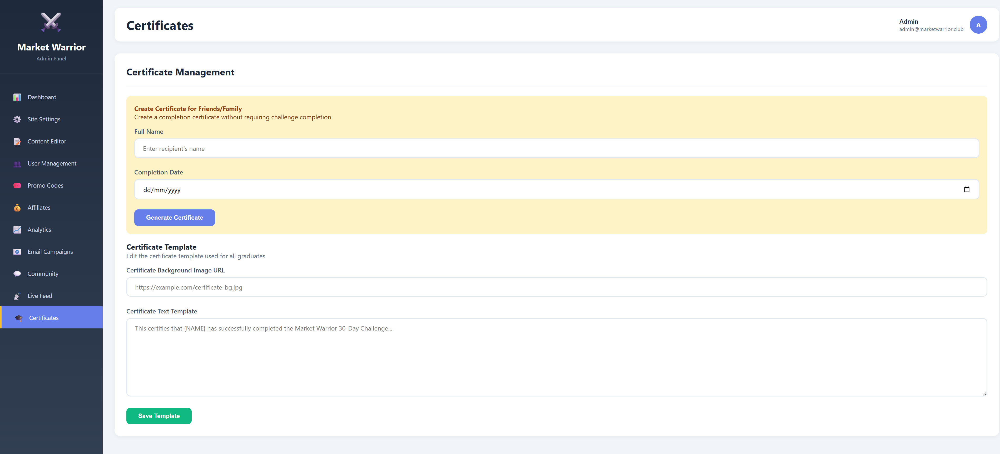 Market Warrior
Admin Panel
Dashboard
Site Settings
Content Editor
User Management
Promo Codes
Affiliates
Analytics
Email Campaigns
Community
Live Feed
Certificates
Certificates
Admin
admin@marketwarrior.club
A
Certificate Management
Create Certificate for Friends/Family
Create a completion certificate without requiring challenge completion
Full Name
Enter recipient's name
Completion Date
dd/mm/yyyy
Generate Certificate
Certificate Template
Edit the certificate template used for all graduates
Certificate Background Image URL
https://example.com/certificate-bg.jpg
Certificate Text Template
This certifies that {NAME} has successfully completed the Market Warrior 30-Day Challenge...
Save Template